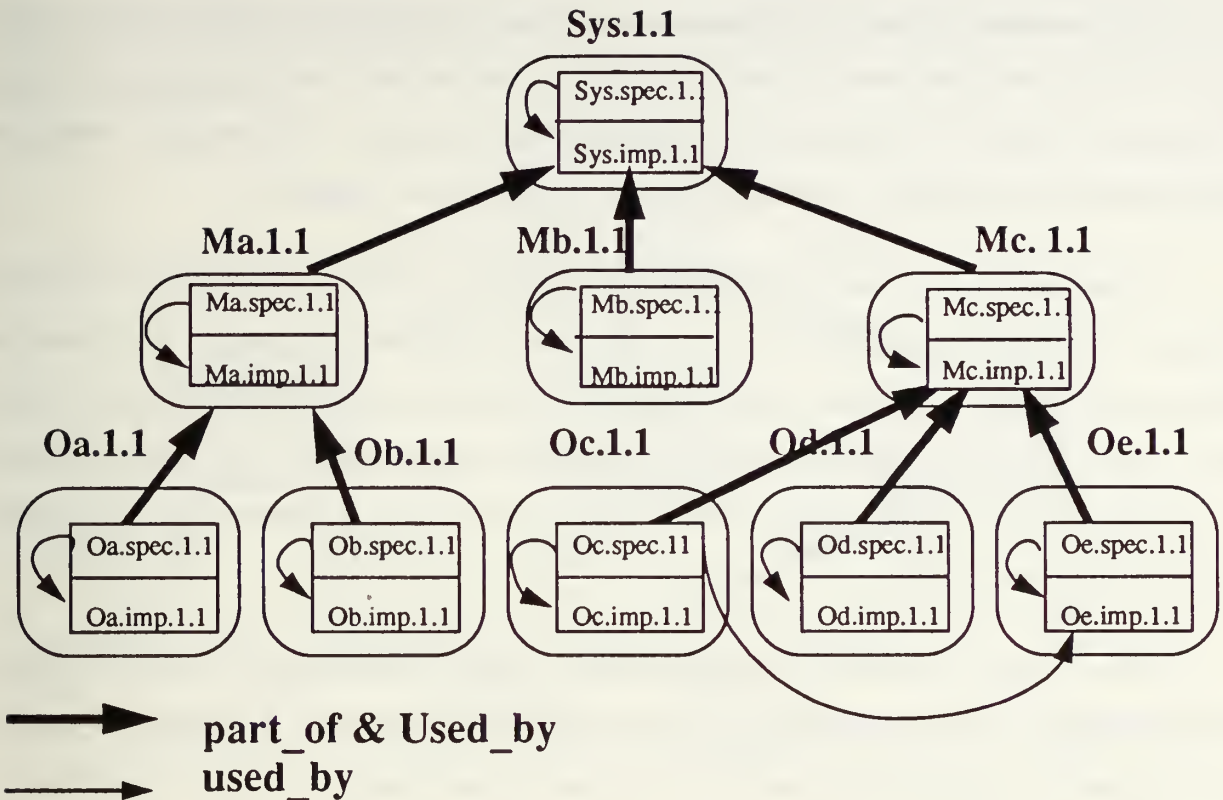 Sys.1.1
Sys.spec.1.1
Sys.imp.1.1
Ma.1.1
Mb.1.1
Mc. 1.1
Ma.spec.1.1
Ma.imp.1.1
Mb.spec.1.1
Mb.imp.1.1
Mc.spec.1.1
Mc.imp.1.1
Oa.1.1
Ob.1.1
Oc.1.1
Od.1.1
Oe.1.1
Oa.spec.1.1
Oa.imp.1.1
Ob.spec.1.1
Ob.imp.1.1
Oc.spec.11
Oc.imp.1.1
Od.spec.1.1
Od.imp.1.1
Oe.spec.1.1
Oe.imp.1.1
part_of & Used_by
used_by